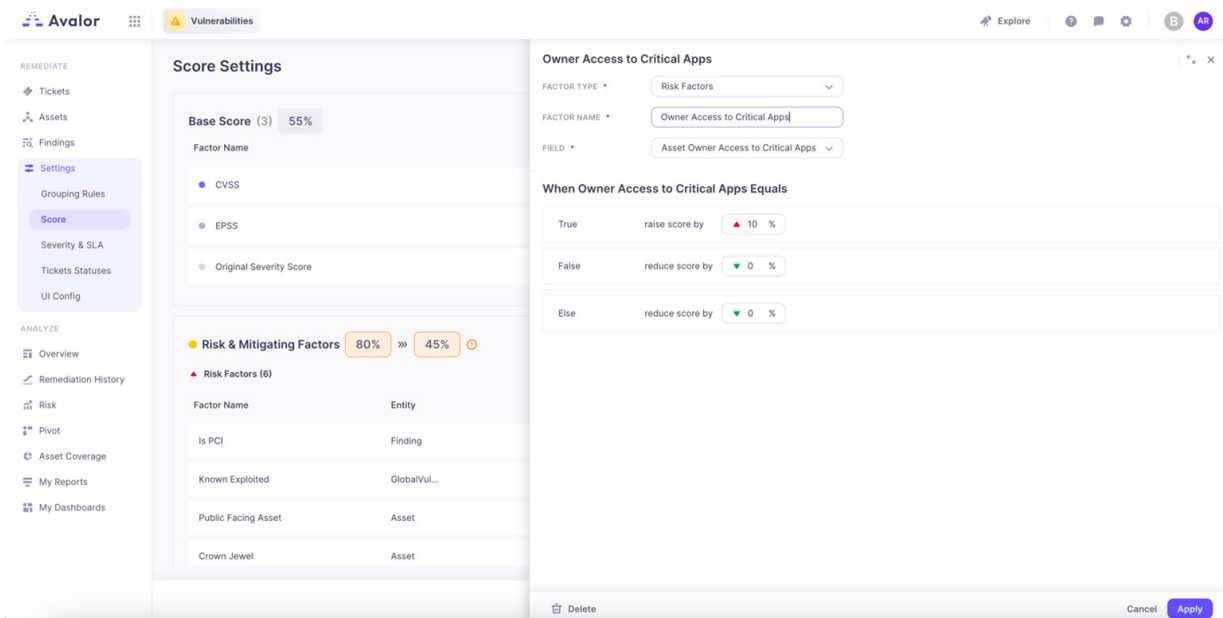 Avalor
Vulnerabilities
Explore
B
AR
REMEDIATE
Tickets
Assets
Findings
Settings
Grouping Rules
Score
Severity & SLA
Tickets Statuses
UI Config
ANALYZE
Overview
Remediation History
Risk
Pivot
Asset Coverage
My Reports
My Dashboards
Score Settings
Base Score (3) 55%
Factor Name
CVSS
EPSS
Original Severity Score
Risk & Mitigating Factors 80% 45%
Risk Factors (6)
Factor Name Entity
Is PCI Finding
Known Exploited GlobalVul...
Public Facing Asset Asset
Crown Jewel Asset
Owner Access to Critical Apps
FACTOR TYPE * Risk Factors
FACTOR NAME * Owner Access to Critical Apps
FIELD * Asset Owner Access to Critical Apps
When Owner Access to Critical Apps Equals
True raise score by 10 %
False reduce score by 0 %
Else reduce score by 0 %
Delete
Cancel Apply